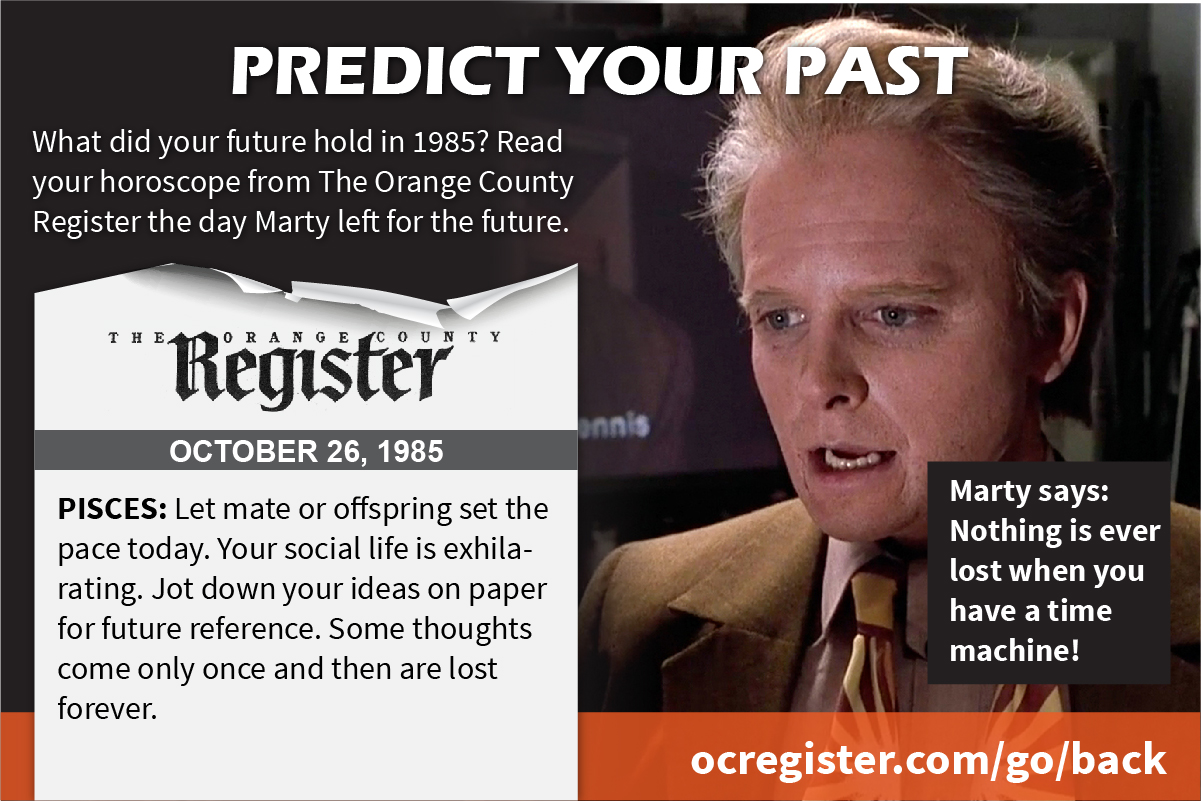 PREDICT YOUR PAST
What did your future hold in 1985? Read
your horoscope from The Orange County
Register the day Marty left for the future.
THE ORANGE COUNTY
Register
OCTOBER 26, 1985
PISCES: Let mate or offspring set the
pace today. Your social life is exhila-
rating. Jot down your ideas on paper
for future reference. Some thoughts
come only once and then are lost
forever.
ennis
Marty says:
Nothing is ever
lost when you
have a time
machine!
ocregister.com/go/back